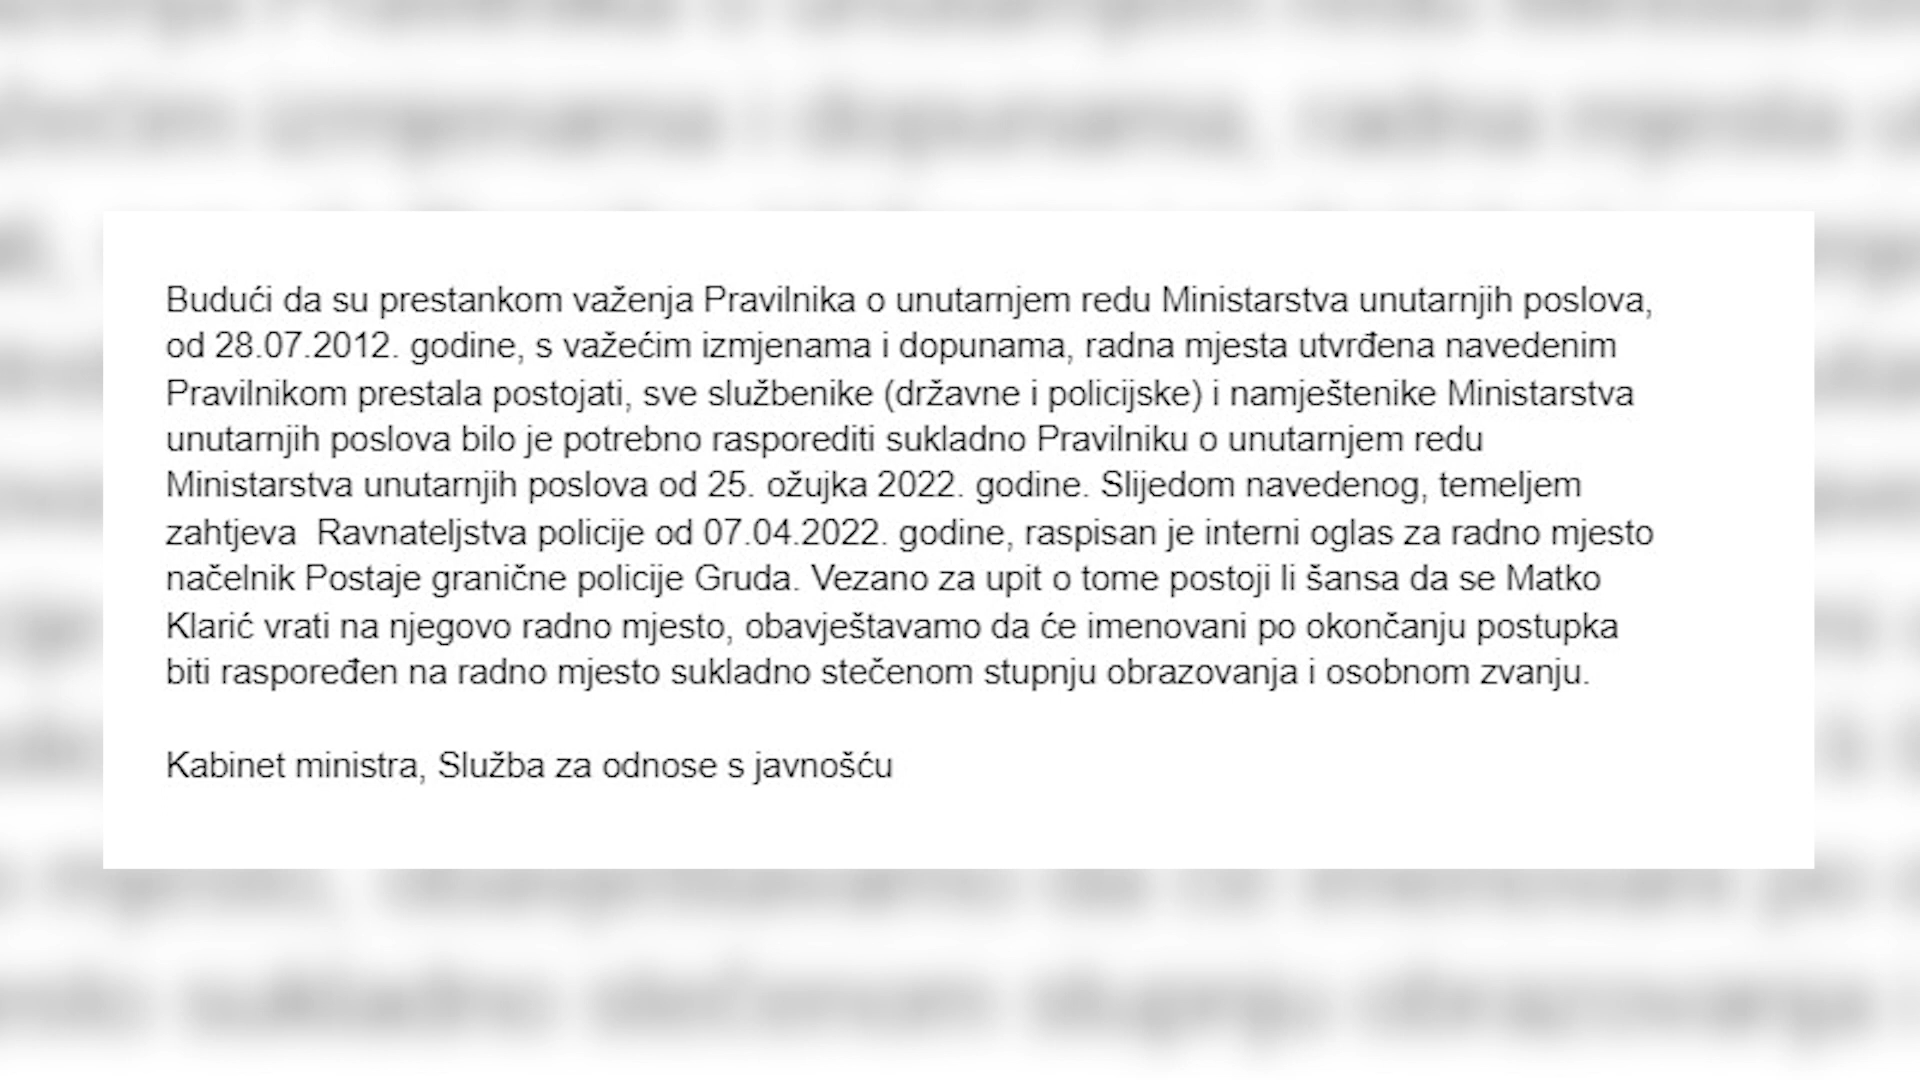 Budući da su prestankom važenja Pravilnika o unutarnjem redu Ministarstva unutarnjih poslova,
od 28.07.2012. godine, s važećim izmjenama i dopunama, radna mjesta utvrđena navedenim
Pravilnikom prestala postojati, sve službenike (državne i policijske) i namještenike Ministarstva
unutarnjih poslova bilo je potrebno rasporediti sukladno Pravilniku o unutarnjem redu
Ministarstva unutarnjih poslova od 25. ožujka 2022. godine. Slijedom navedenog, temeljem
zahtjeva  Ravnateljstva policije od 07.04.2022. godine, raspisan je interni oglas za radno mjesto
načelnik Postaje granične policije Gruda. Vezano za upit o tome postoji li šansa da se Matko
Klarić vrati na njegovo radno mjesto, obavještavamo da će imenovani po okončanju postupka
biti raspoređen na radno mjesto sukladno stečenom stupnju obrazovanja i osobnom zvanju.
Kabinet ministra, Služba za odnose s javnošću